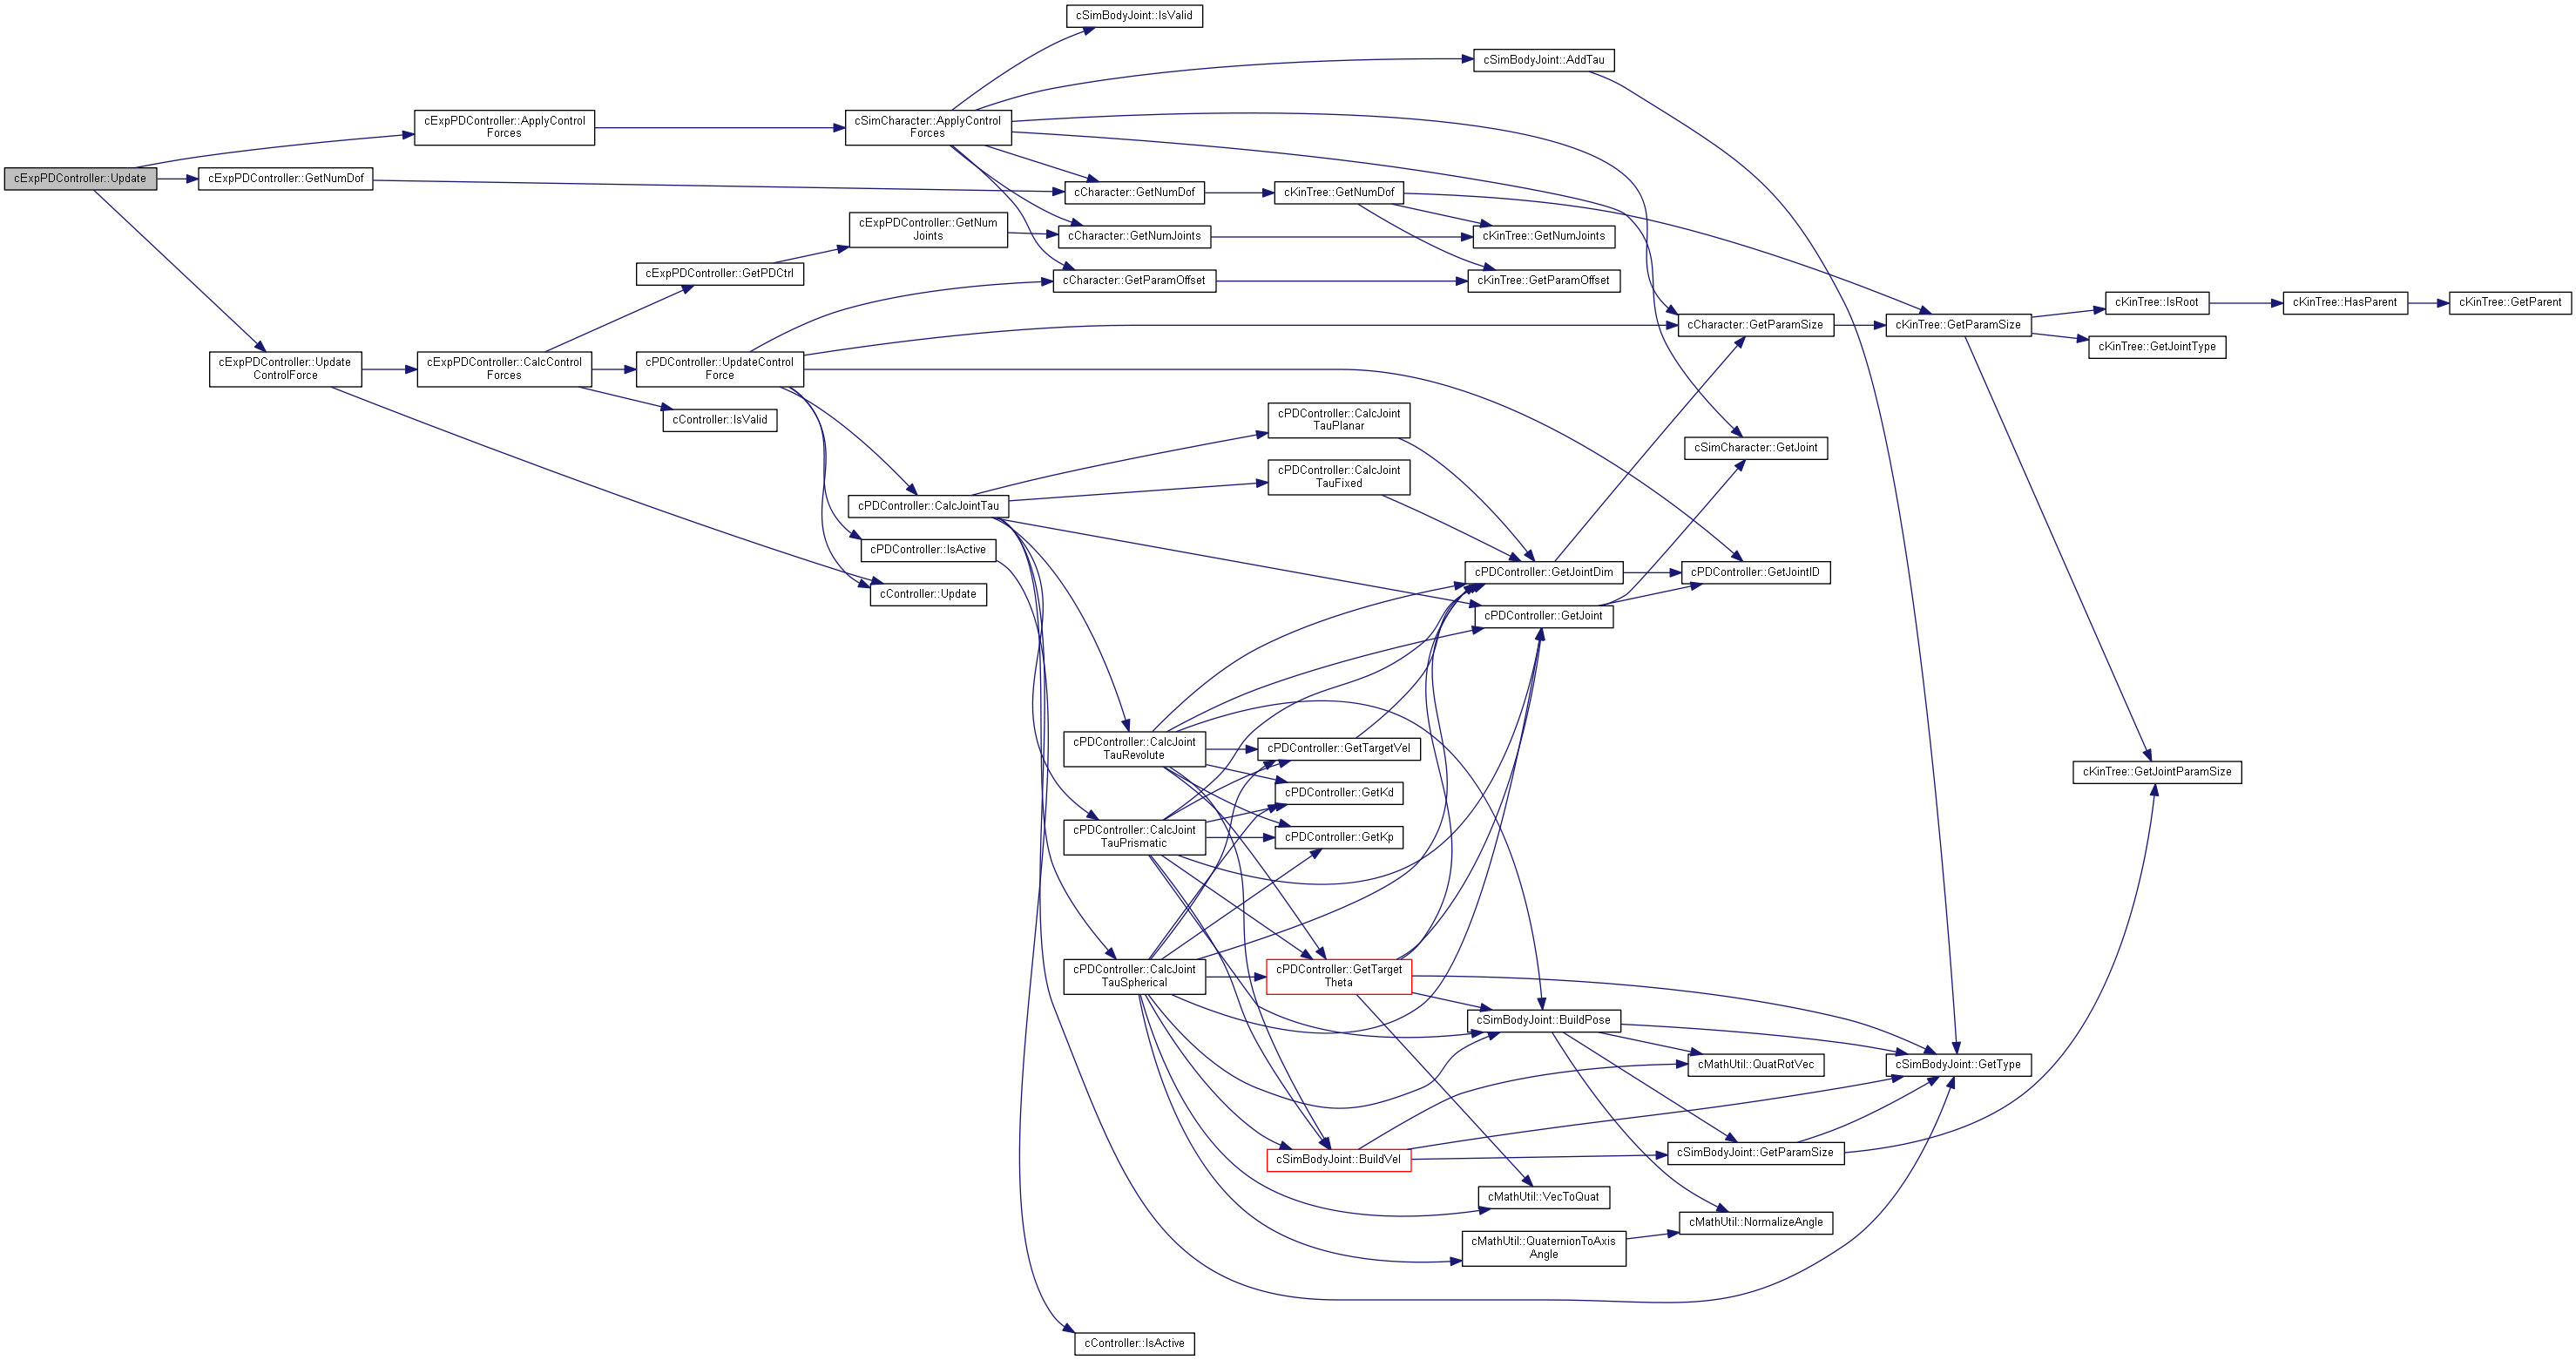 cSimBodyJoint::IsValid
cSimBodyJoint::AddTau
cExpPDController::ApplyControl
Forces
cSimCharacter::ApplyControl
Forces
cExpPDController::Update
cExpPDController::GetNumDof
cCharacter::GetNumDof
cKinTree::GetNumDof
cExpPDController::GetNum
Joints
cCharacter::GetNumJoints
cKinTree::GetNumJoints
cExpPDController::GetPDCtrl
cCharacter::GetParamOffset
cKinTree::GetParamOffset
cKinTree::IsRoot
cKinTree::HasParent
cKinTree::GetParent
cCharacter::GetParamSize
cKinTree::GetParamSize
cKinTree::GetJointType
cExpPDController::Update
ControlForce
cExpPDController::CalcControl
Forces
cPDController::UpdateControl
Force
cController::IsValid
cPDController::CalcJoint
TauPlanar
cSimCharacter::GetJoint
cPDController::CalcJoint
TauFixed
cPDController::CalcJointTau
cPDController::IsActive
cController::Update
cPDController::GetJointDim
cPDController::GetJointID
cPDController::GetJoint
cPDController::CalcJoint
TauRevolute
cPDController::GetTargetVel
cKinTree::GetJointParamSize
cPDController::GetKd
cPDController::CalcJoint
TauPrismatic
cPDController::GetKp
cPDController::CalcJoint
TauSpherical
cPDController::GetTarget
Theta
cSimBodyJoint::BuildPose
cMathUtil::QuatRotVec
cSimBodyJoint::GetType
cSimBodyJoint::BuildVel
cSimBodyJoint::GetParamSize
cMathUtil::VecToQuat
cMathUtil::NormalizeAngle
cMathUtil::QuaternionToAxis
Angle
cController::IsActive